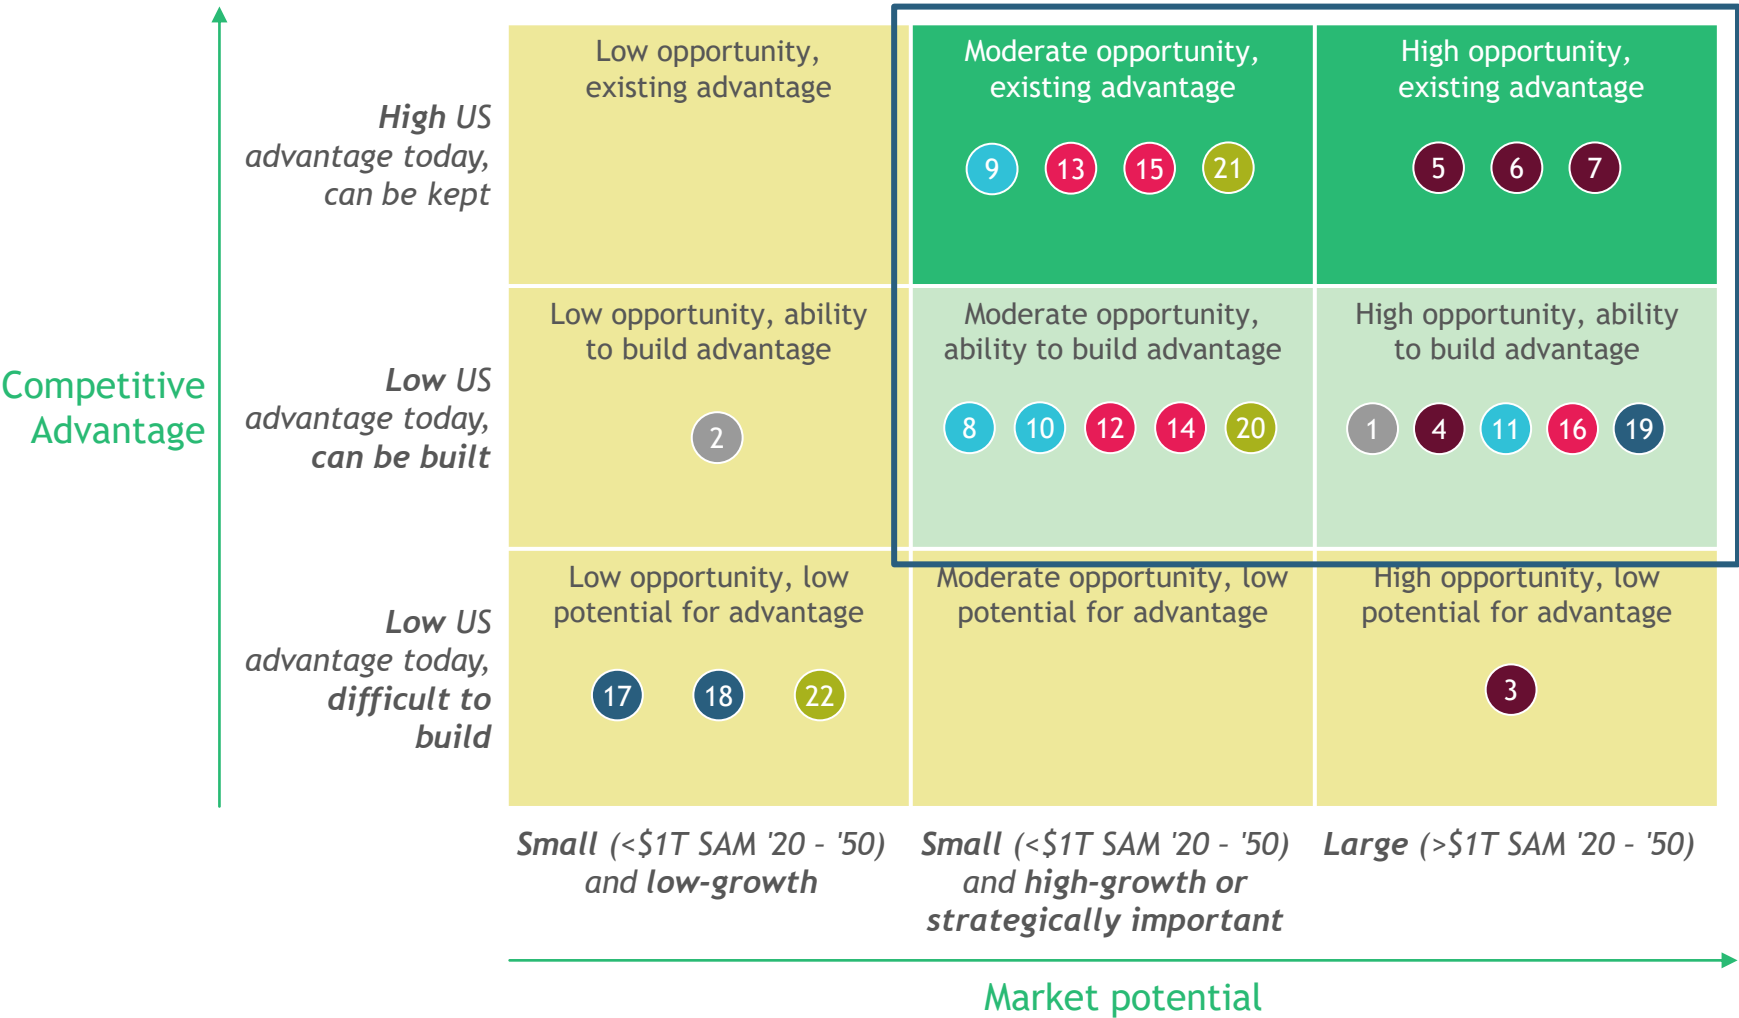 Low opportunity,
existing advantage
Moderate opportunity,
existing advantage
High opportunity,
existing advantage
High US
advantage today,
can be kept
9
13
15
21
5
6
7
Competitive
Advantage
Low US
advantage today,
can be built
Low opportunity, ability
to build advantage
2
Moderate opportunity,
ability to build advantage
8
10
12
14
20
High opportunity, ability
to build advantage
1
4
11
16
19
Low US
advantage today,
difficult to
build
Low opportunity, low
potential for advantage
17
18
22
Moderate opportunity, low
potential for advantage
High opportunity, low
potential for advantage
3
Small (<$1T SAM '20 – '50)
and low-growth
Small (<$1T SAM '20 – '50)
and high-growth or
strategically important
Large (>$1T SAM '20 – '50)
Market potential